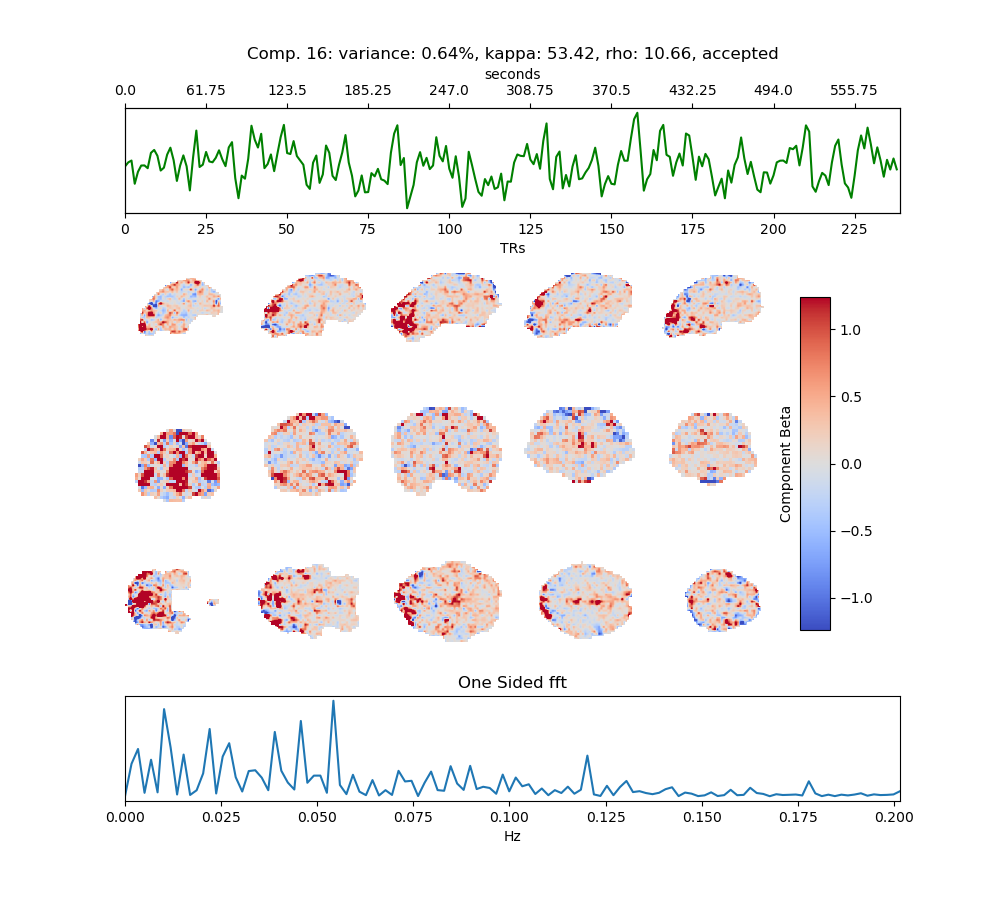 Comp. 16: variance: 0.64%, kappa: 53.42, rho: 10.66, accepted
seconds
0.0 61.75 123.5 185.25 247.0 308.75 370.5 432.25 494.0 555.75
0 25 50 75 100 125 150 175 200 225
TRs
1.0
0.5
0.0
−0.5
−1.0
Component Beta
One Sided fft
0.000 0.025 0.050 0.075 0.100 0.125 0.150 0.175 0.200
Hz